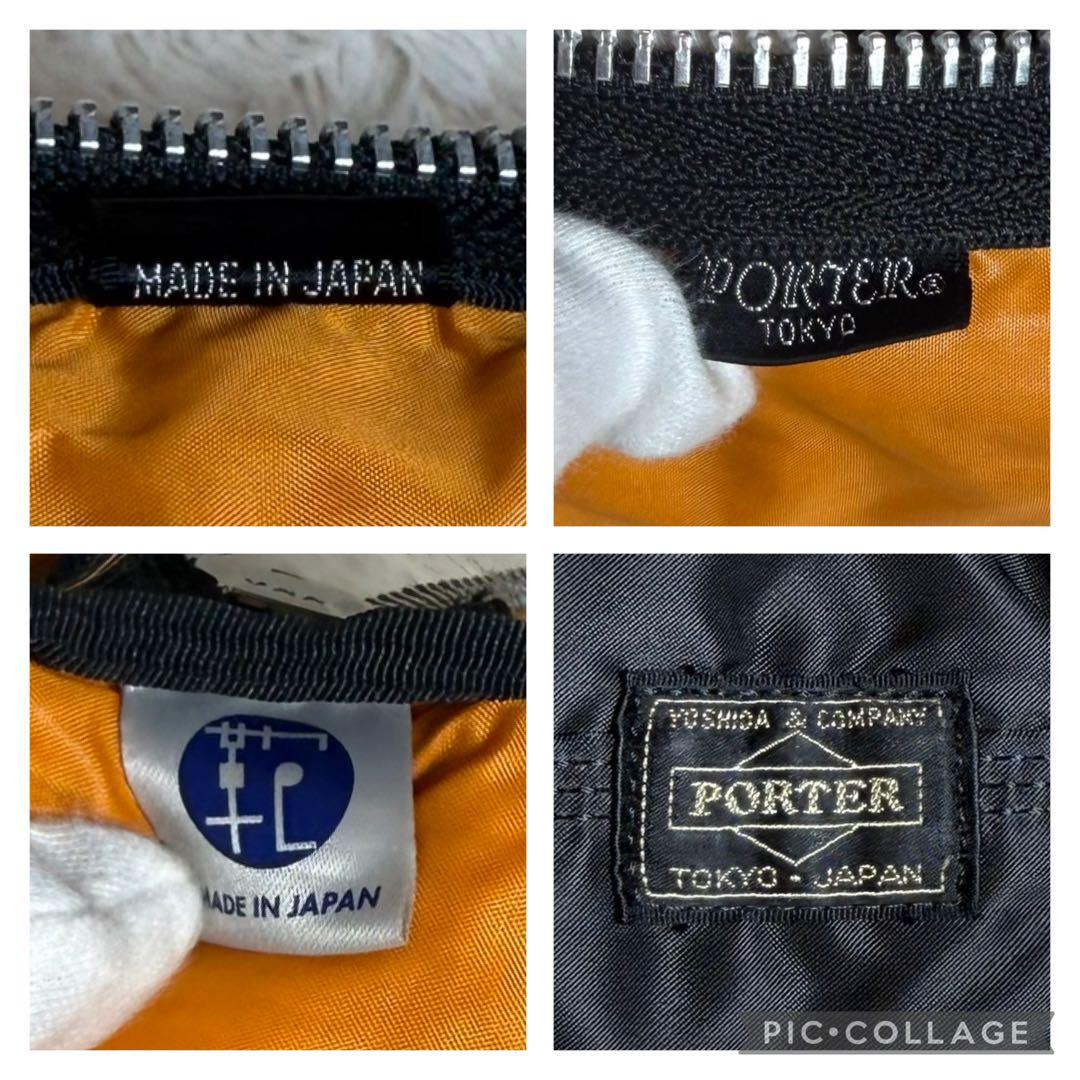 MADE IN JAPAN
PORTER®
TOKYO
MADE IN JAPAN
YOSHIDA & COMPANY
PORTER
TOKYO · JAPAN
PIC•COLLAGE